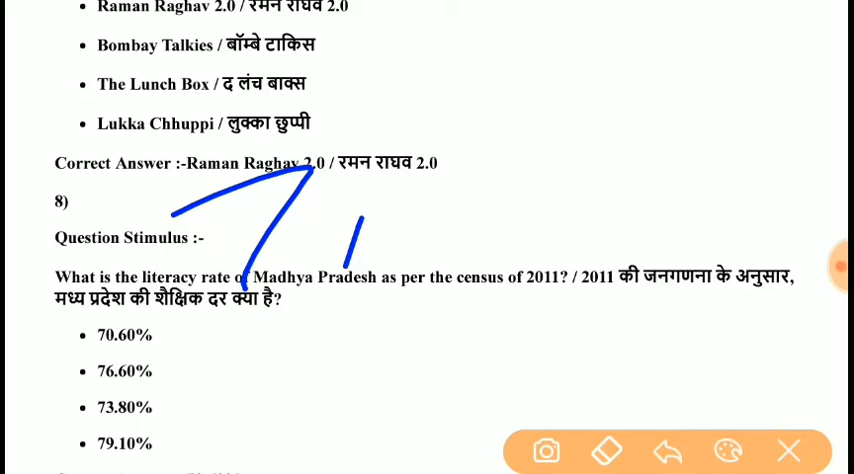 • Raman Raghav 2.0 / रमन राघव 2.0
• Bombay Talkies / बॉम्बे टाकिस
• The Lunch Box / द लंच बाक्स
• Lukka Chhuppi / लुक्का छुप्पी
Correct Answer :-Raman Raghav 2.0 / रमन राघव 2.0
8)
Question Stimulus :-
What is the literacy rate of Madhya Pradesh as per the census of 2011? / 2011 की जनगणना के अनुसार,
मध्य प्रदेश की शैक्षिक दर क्या है?
• 70.60%
• 76.60%
• 73.80%
• 79.10%